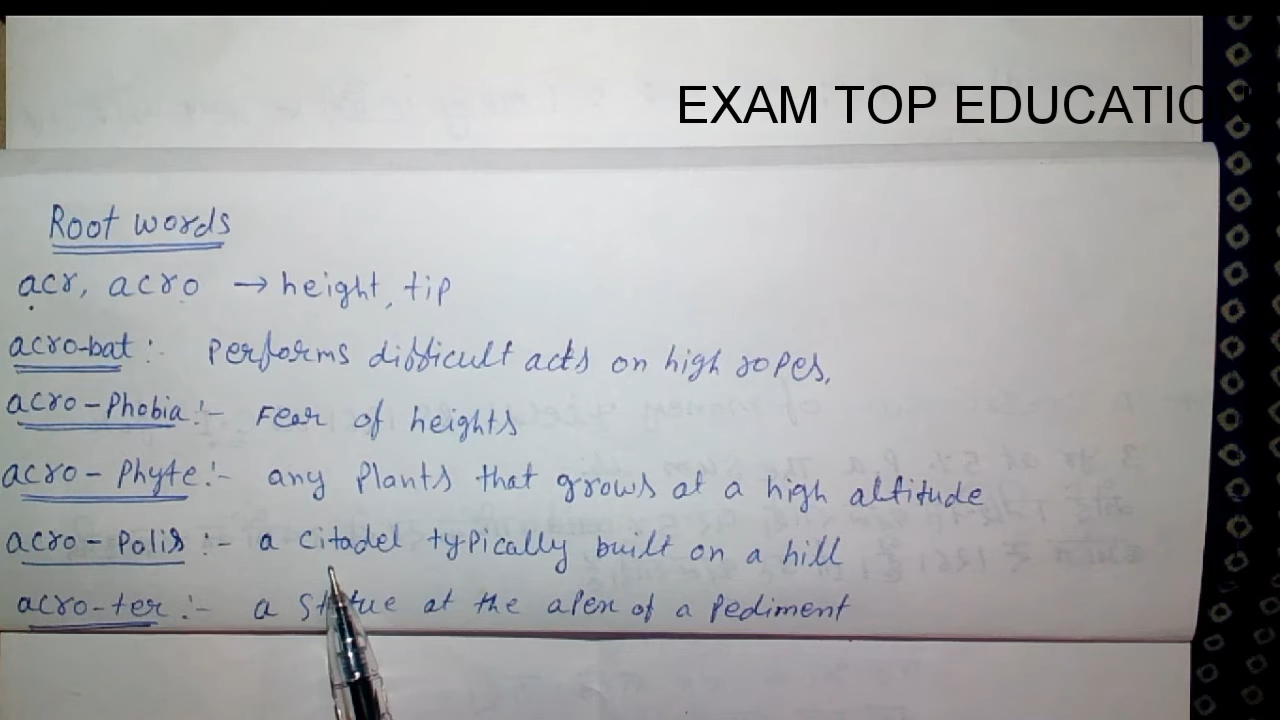 EXAM TOP EDUCATION
Root words
acr, acro → height, tip
acro-bat :- Performs difficult acts on high ropes.
acro-Phobia :- Fear of heights
acro-Phyte :- any Plants that grows at a high altitude
acro-Polis :- a citadel typically built on a hill
acro-ter :- a statue at the apex of a Pediment